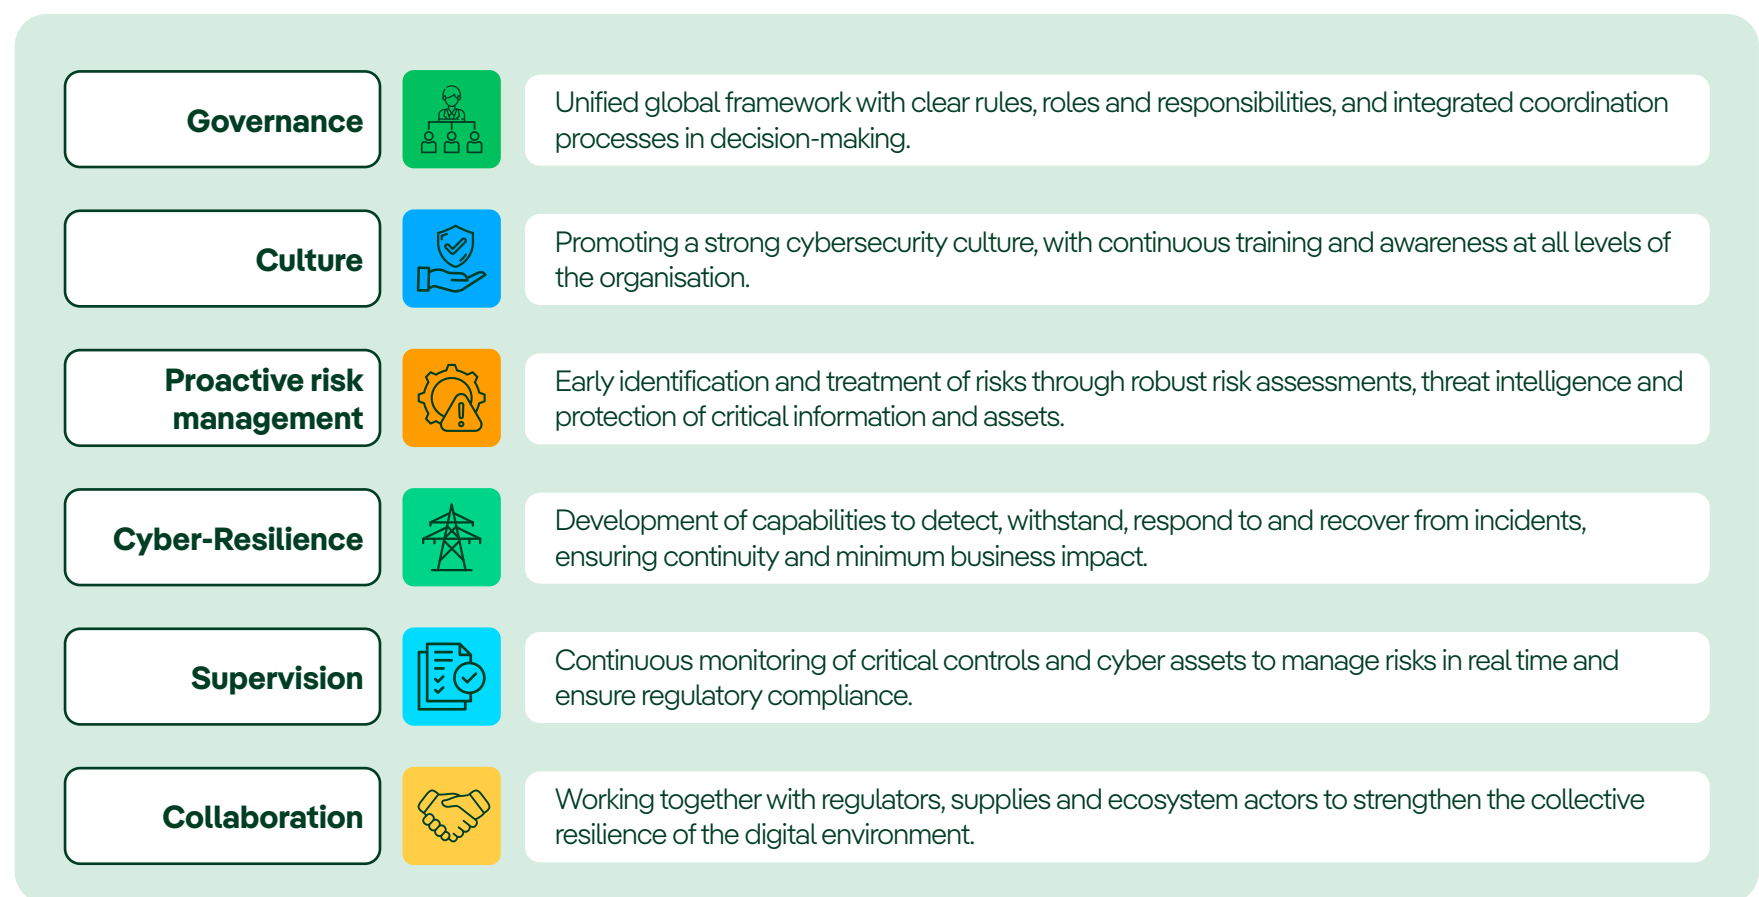 Governance
Unified global framework with clear rules, roles and responsibilities, and integrated coordination
processes in decision-making.
Culture
Promoting a strong cybersecurity culture, with continuous training and awareness at all levels of
the organisation.
Proactive risk
management
Early identification and treatment of risks through robust risk assessments, threat intelligence and
protection of critical information and assets.
Cyber-Resilience
Development of capabilities to detect, withstand, respond to and recover from incidents,
ensuring continuity and minimum business impact.
Supervision
Continuous monitoring of critical controls and cyber assets to manage risks in real time and
ensure regulatory compliance.
Collaboration
Working together with regulators, supplies and ecosystem actors to strengthen the collective
resilience of the digital environment.